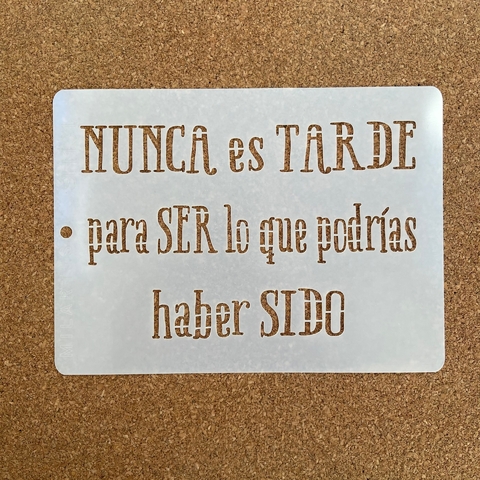 NUNCA es TARDE
para SER lo que podrías
haber SIDO